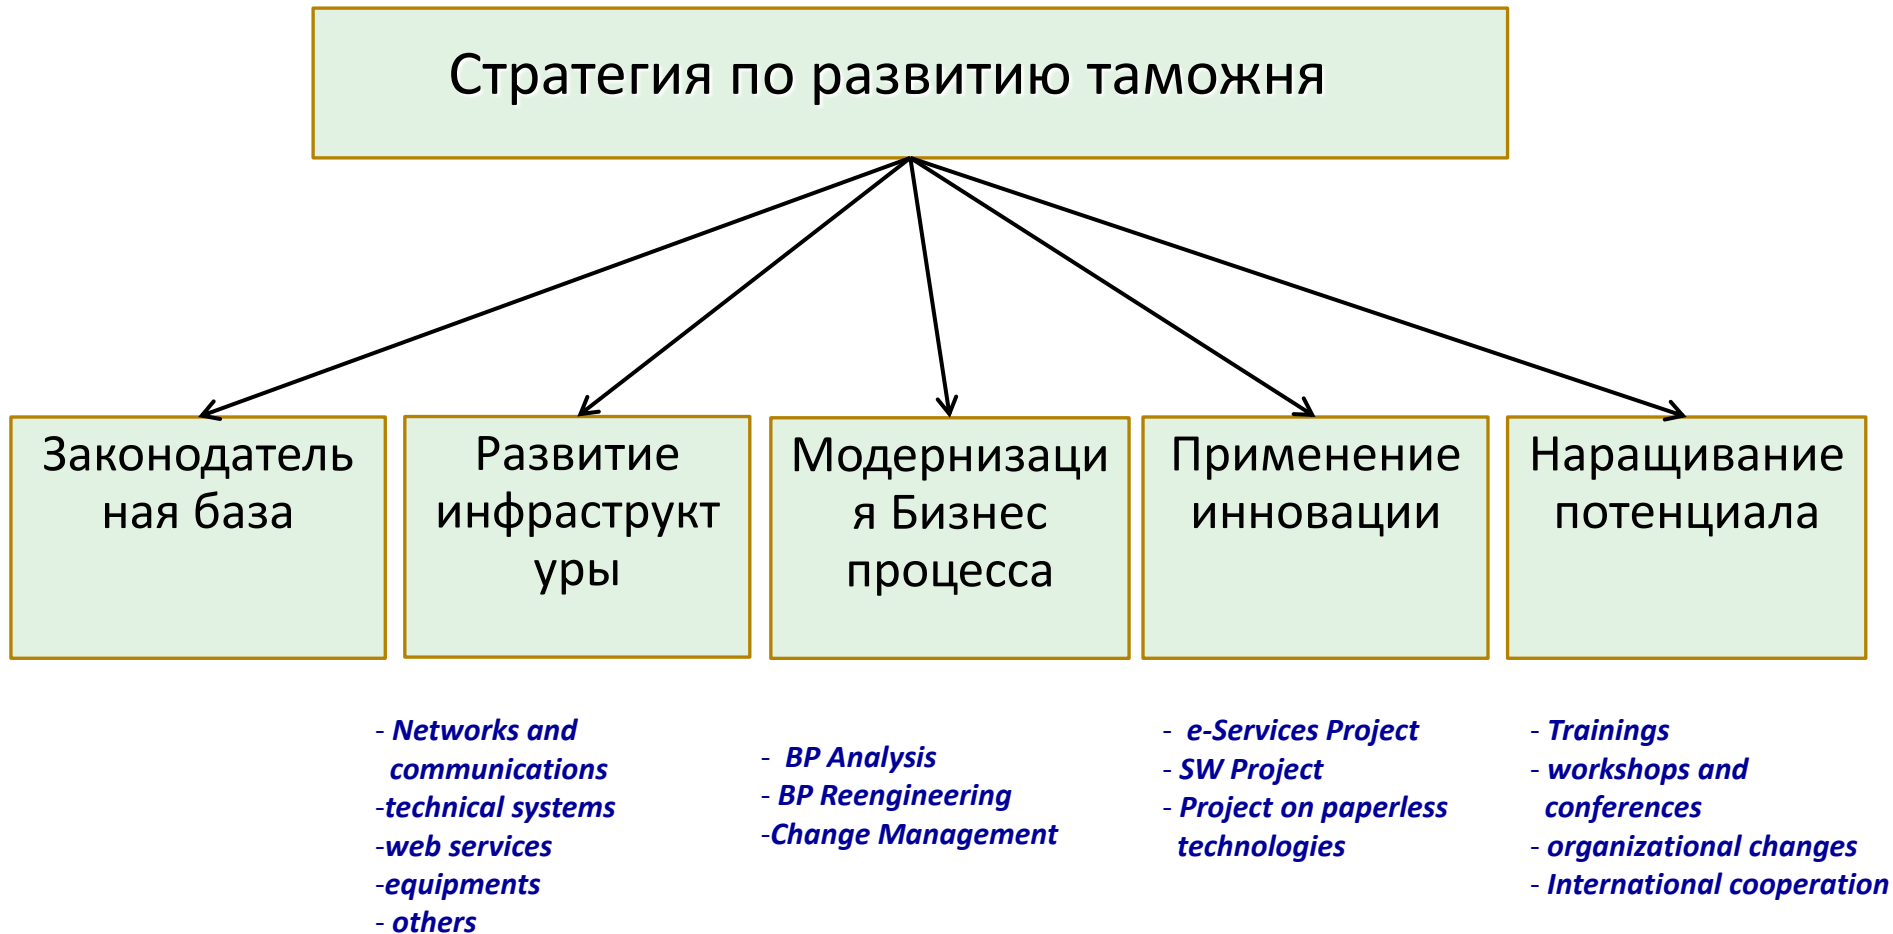 Стратегия по развитию таможня
Законодатель
ная база
Развитие
инфраструкт
уры
Модернизаци
я Бизнес
процесса
Применение
инновации
Наращивание
потенциала
- Networks and
communications
-technical systems
-web services
-equipments
- others
- BP Analysis
- BP Reengineering
-Change Management
- e-Services Project
- SW Project
- Project on paperless
technologies
- Trainings
- workshops and
conferences
- organizational changes
- International cooperation